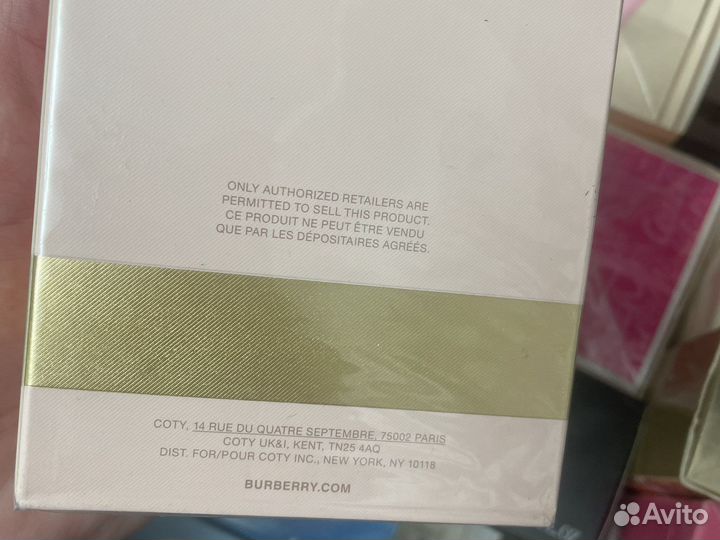 ONLY AUTHORIZED RETAILERS ARE
PERMITTED TO SELL THIS PRODUCT.
CE PRODUIT NE PEUT ÊTRE VENDU
QUE PAR LES DÉPOSITAIRES AGRÉÉS.
COTY, 14 RUE DU QUATRE SEPTEMBRE, 75002 PARIS
COTY UK&I, KENT, TN25 4AQ
DIST. FOR/POUR COTY INC., NEW YORK, NY 10118
BURBERRY.COM
Avito